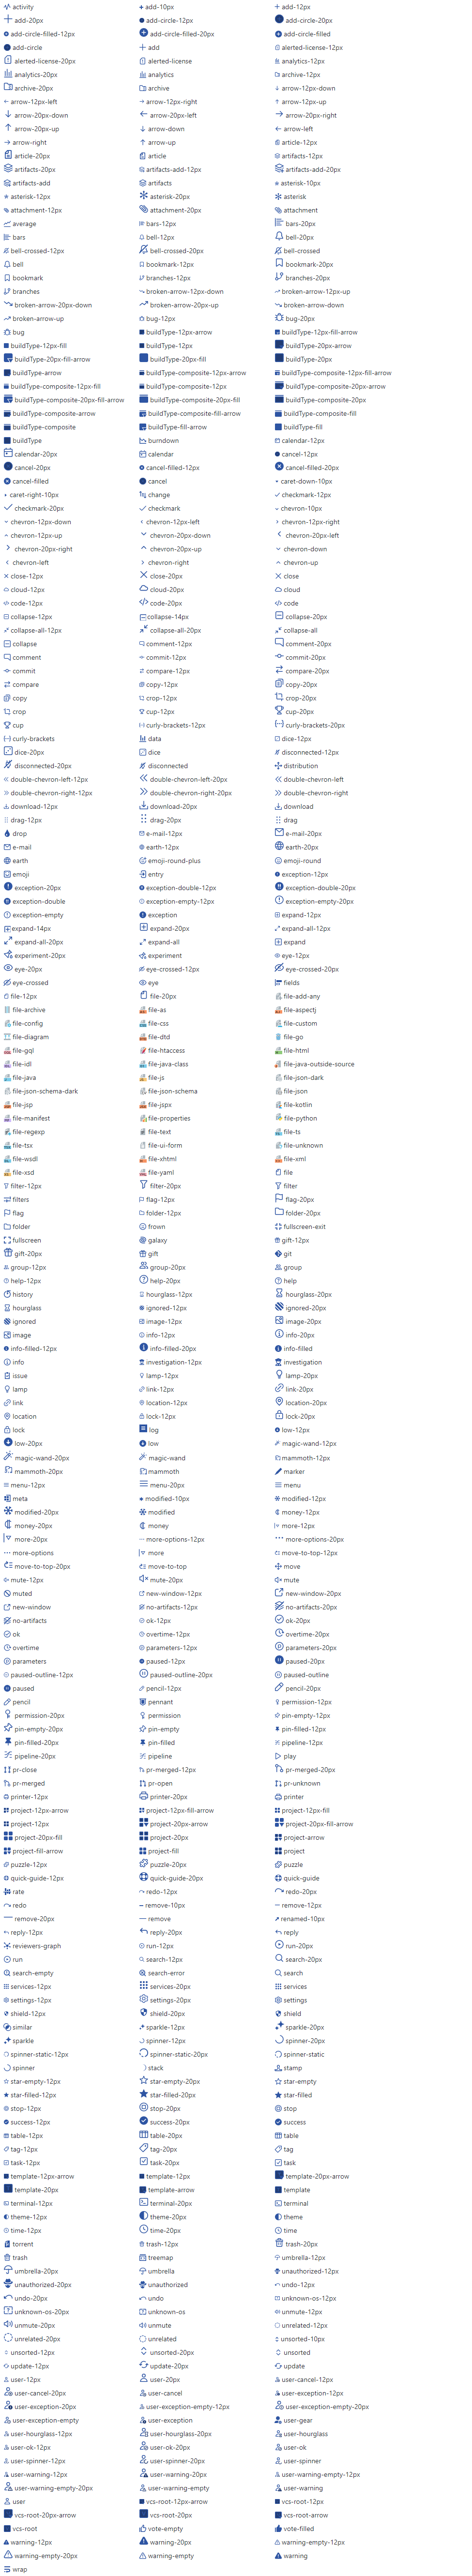 activity add-10px add-12px
add-20px add-circle-12px add-circle-20px
add-circle-filled-12px add-circle-filled-20px add-circle-filled
add-circle add alerted-license-12px
alerted-license-20px alerted-license analytics-12px
analytics-20px analytics archive-12px
archive-20px archive arrow-12px-down
arrow-12px-left arrow-12px-right arrow-12px-up
arrow-20px-down arrow-20px-left arrow-20px-right
arrow-20px-up arrow-down arrow-left
arrow-right arrow-up article-12px
article-20px article artifacts-12px
artifacts-20px artifacts-add-12px artifacts-add-20px
artifacts-add artifacts asterisk-10px
asterisk-12px asterisk-20px asterisk
attachment-12px attachment-20px attachment
average bars-12px bars-20px
bars bell-12px bell-20px
bell-crossed-12px bell-crossed-20px bell-crossed
bell bookmark-12px bookmark-20px
bookmark branches-12px branches-20px
branches broken-arrow-12px-down broken-arrow-12px-up
broken-arrow-20px-down broken-arrow-20px-up broken-arrow-down
broken-arrow-up bug-12px bug-20px
bug buildType-12px-arrow buildType-12px-fill-arrow
buildType-12px-fill buildType-12px buildType-20px-arrow
buildType-20px-fill-arrow buildType-20px-fill buildType-20px
buildType-arrow buildType-composite-12px-arrow buildType-composite-12px-fill-arrow
buildType-composite-12px-fill buildType-composite-12px buildType-composite-20px-arrow
buildType-composite-20px-fill-arrow buildType-composite-20px-fill buildType-composite-20px
buildType-composite-arrow buildType-composite-fill-arrow buildType-composite-fill
buildType-composite buildType-fill-arrow buildType-fill
buildType burndown calendar-12px
calendar-20px calendar cancel-12px
cancel-20px cancel-filled-12px cancel-filled-20px
cancel-filled cancel caret-down-10px
caret-right-10px change checkmark-12px
checkmark-20px checkmark chevron-10px
chevron-12px-down chevron-12px-left chevron-12px-right
chevron-12px-up chevron-20px-down chevron-20px-left
chevron-20px-right chevron-20px-up chevron-down
chevron-left chevron-right chevron-up
close-12px close-20px close
cloud-12px cloud-20px cloud
code-12px code-20px code
collapse-12px collapse-14px collapse-20px
collapse-all-12px collapse-all-20px collapse-all
collapse comment-12px comment-20px
comment commit-12px commit-20px
commit compare-12px compare-20px
compare copy-12px copy-20px
copy crop-12px crop-20px
crop cup-12px cup-20px
cup curly-brackets-12px curly-brackets-20px
curly-brackets data dice-12px
dice-20px dice disconnected-12px
disconnected-20px disconnected distribution
double-chevron-left-12px double-chevron-left-20px double-chevron-left
double-chevron-right-12px double-chevron-right-20px double-chevron-right
download-12px download-20px download
drag-12px drag-20px drag
drop e-mail-12px e-mail-20px
e-mail earth-12px earth-20px
earth emoji-round-plus emoji-round
emoji entry exception-12px
exception-20px exception-double-12px exception-double-20px
exception-double exception-empty-12px exception-empty-20px
exception-empty exception expand-12px
expand-14px expand-20px expand-all-12px
expand-all-20px expand-all expand
experiment-20px experiment eye-12px
eye-20px eye-crossed-12px eye-crossed-20px
eye-crossed eye fields
file-12px file-20px file-add-any
file-archive file-as file-aspectj
file-config file-css file-custom
file-diagram file-dtd file-go
file-gql file-htaccess file-html
file-idl file-java-class file-java-outside-source
file-java file-js file-json-dark
file-json-schema-dark file-json-schema file-json
file-jsp file-jspx file-kotlin
file-manifest file-properties file-python
file-regexp file-text file-ts
file-tsx file-ui-form file-unknown
file-wsdl file-xhtml file-xml
file-xsd file-yaml file
filter-12px filter-20px filter
filters flag-12px flag-20px
flag folder-12px folder-20px
folder frown fullscreen-exit
fullscreen galaxy gift-12px
gift-20px gift git
group-12px group-20px group
help-12px help-20px help
history hourglass-12px hourglass-20px
hourglass ignored-12px ignored-20px
ignored image-12px image-20px
image info-12px info-20px
info-filled-12px info-filled-20px info-filled
info investigation-12px investigation
issue lamp-12px lamp-20px
lamp link-12px link-20px
link location-12px location-20px
location lock-12px lock-20px
lock log low-12px
low-20px low magic-wand-12px
magic-wand-20px magic-wand mammoth-12px
mammoth-20px mammoth marker
menu-12px menu-20px menu
meta modified-10px modified-12px
modified-20px modified money-12px
money-20px money more-12px
more-20px more-options-12px more-options-20px
more-options more move-to-top-12px
move-to-top-20px move-to-top move
mute-12px mute-20px mute
muted new-window-12px new-window-20px
new-window no-artifacts-12px no-artifacts-20px
no-artifacts ok-12px ok-20px
ok overtime-12px overtime-20px
overtime parameters-12px parameters-20px
parameters paused-12px paused-20px
paused-outline-12px paused-outline-20px paused-outline
paused pencil-12px pencil-20px
pencil pennant permission-12px
permission-20px permission pin-empty-12px
pin-empty-20px pin-empty pin-filled-12px
pin-filled-20px pin-filled pipeline-12px
pipeline-20px pipeline play
pr-close pr-merged-12px pr-merged-20px
pr-merged pr-open pr-unknown
printer-12px printer-20px printer
project-12px-arrow project-12px-fill-arrow project-12px-fill
project-12px project-20px-arrow project-20px-fill-arrow
project-20px-fill project-20px project-arrow
project-fill-arrow project-fill project
puzzle-12px puzzle-20px puzzle
quick-guide-12px quick-guide-20px quick-guide
rate redo-12px redo-20px
redo remove-10px remove-12px
remove-20px remove renamed-10px
reply-12px reply-20px reply
reviewers-graph run-12px run-20px
run search-12px search-20px
search-empty search-error search
services-12px services-20px services
settings-12px settings-20px settings
shield-12px shield-20px shield
similar sparkle-12px sparkle-20px
sparkle spinner-12px spinner-20px
spinner-static-12px spinner-static-20px spinner-static
spinner stack stamp
star-empty-12px star-empty-20px star-empty
star-filled-12px star-filled-20px star-filled
stop-12px stop-20px stop
success-12px success-20px success
table-12px table-20px table
tag-12px tag-20px tag
task-12px task-20px task
template-12px-arrow template-12px template-20px-arrow
template-20px template-arrow template
terminal-12px terminal-20px terminal
theme-12px theme-20px theme
time-12px time-20px time
torrent trash-12px trash-20px
trash treemap umbrella-12px
umbrella-20px umbrella unauthorized-12px
unauthorized-20px unauthorized undo-12px
undo-20px undo unknown-os-12px
unknown-os-20px unknown-os unmute-12px
unmute-20px unmute unrelated-12px
unrelated-20px unrelated unsorted-10px
unsorted-12px unsorted-20px unsorted
update-12px update-20px update
user-12px user-20px user-cancel-12px
user-cancel-20px user-cancel user-exception-12px
user-exception-20px user-exception-empty-12px user-exception-empty-20px
user-exception-empty user-exception user-gear
user-hourglass-12px user-hourglass-20px user-hourglass
user-ok-12px user-ok-20px user-ok
user-spinner-12px user-spinner-20px user-spinner
user-warning-12px user-warning-20px user-warning-empty-12px
user-warning-empty-20px user-warning-empty user-warning
user vcs-root-12px-arrow vcs-root-12px
vcs-root-20px-arrow vcs-root-20px vcs-root-arrow
vcs-root vote-empty vote-filled
warning-12px warning-20px warning-empty-12px
warning-empty-20px warning-empty warning
wrap